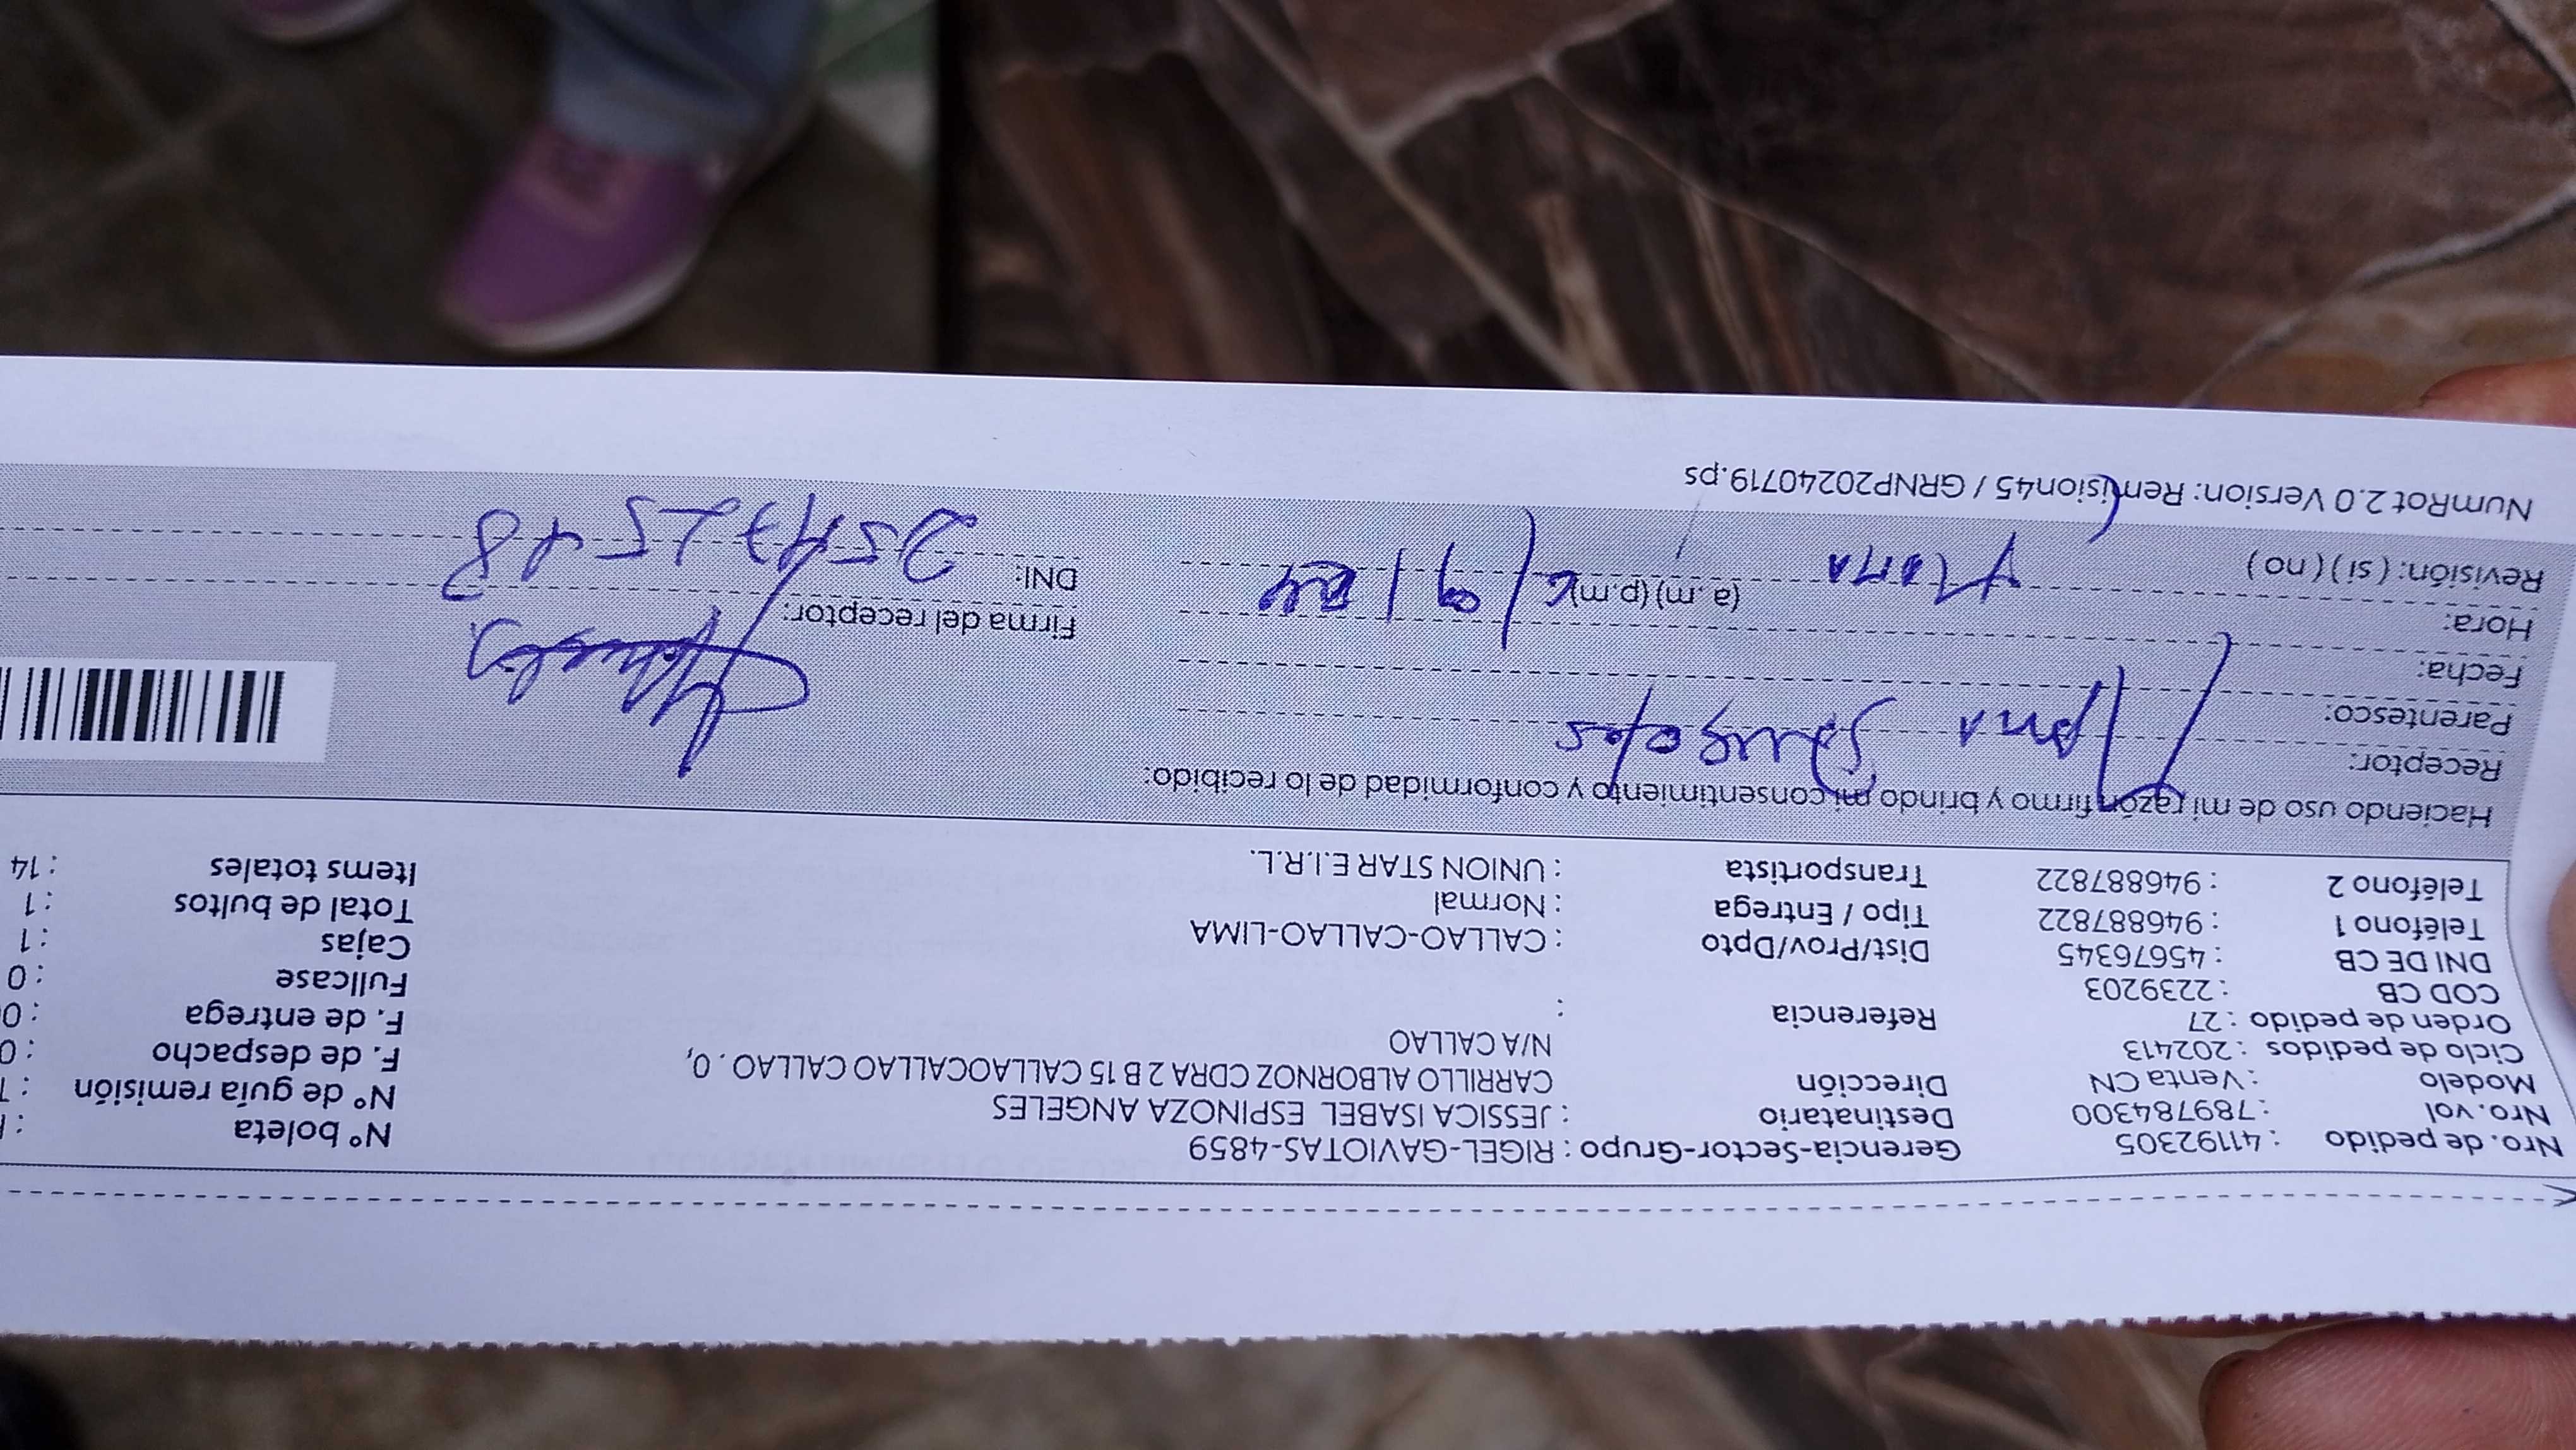 Nro. de pedido : 41192305 Gerencia-Sector-Grupo : RIGEL-GAVIOTAS-4859 N° boleta :
Nro. vol : 789784300 Destinatario : JESSICA ISABEL ESPINOZA ANGELES N° de guía remisión :
Modelo : Venta CN Dirección CARRILLO ALBORNOZ CDRA 2 B 15 CALLAOCALLAO CALLAO . 0, F. de despacho : 0
Ciclo de pedidos : 202413 N/A CALLAO F. de entrega : 0
Orden de pedido : 27 Referencia : Fullcase : 0
COD CB : 2239203 Cajas : 1
DNI DE CB : 45676345 Dist/Prov/Dpto : CALLAO-CALLAO-LIMA Total de bultos : 1
Teléfono 1 : 946887822 Tipo / Entrega : Normal Items totales : 14
Teléfono 2 : 946887822 Transportista : UNION STAR E.I.R.L.
Haciendo uso de mi razón firmo y brindo mi consentimiento y conformidad de lo recibido:
Receptor:
Parentesco:
Fecha:
Hora: (a.m) (p.m) Firma del receptor:
Revisión: ( si ) ( no ) DNI:
NumRot 2.0 Version: Remision45 / GRNP20240719.ps